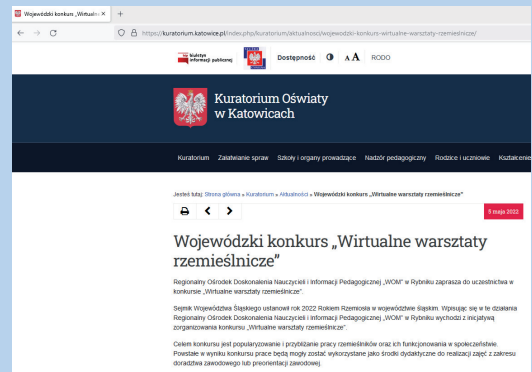 Wojewódzki konkurs „Wirtualne
https://kuratorium.katowice.pl/index.php/kuratorium/aktualnosci/wojewodzki-konkurs-wirtualne-warsztaty-rzemieslnicze/
bip biuletyn informacji publicznej
Dostępność
A A
RODO
Kuratorium Oświaty
w Katowicach
Kuratorium Załatwianie spraw Szkoły i organy prowadzące Nadzór pedagogiczny Rodzice i uczniowie Kształcenie
Jesteś tutaj: Strona główna » Kuratorium » Aktualności » Wojewódzki konkurs „Wirtualne warsztaty rzemieślnicze”
9 maja 2022
Wojewódzki konkurs „Wirtualne warsztaty
rzemieślnicze”
Regionalny Ośrodek Doskonalenia Nauczycieli i Informacji Pedagogicznej „WOM” w Rybniku zaprasza do uczestnictwa w
konkursie „Wirtualne warsztaty rzemieślnicze”.
Sejmik Województwa Śląskiego ustanowił rok 2022 Rokiem Rzemiosła w województwie śląskim. Wpisując się w te działania
Regionalny Ośrodek Doskonalenia Nauczycieli i Informacji Pedagogicznej „WOM” w Rybniku wychodzi z inicjatywą
zorganizowania konkursu „Wirtualne warsztaty rzemieślnicze”.
Celem konkursu jest popularyzowanie i przybliżanie pracy rzemieślników oraz ich funkcjonowania w społeczeństwie.
Powstałe w wyniku konkursu prace będą mogły zostać wykorzystane jako środki dydaktyczne do realizacji zajęć z zakresu
doradztwa zawodowego lub preorientacji zawodowej.